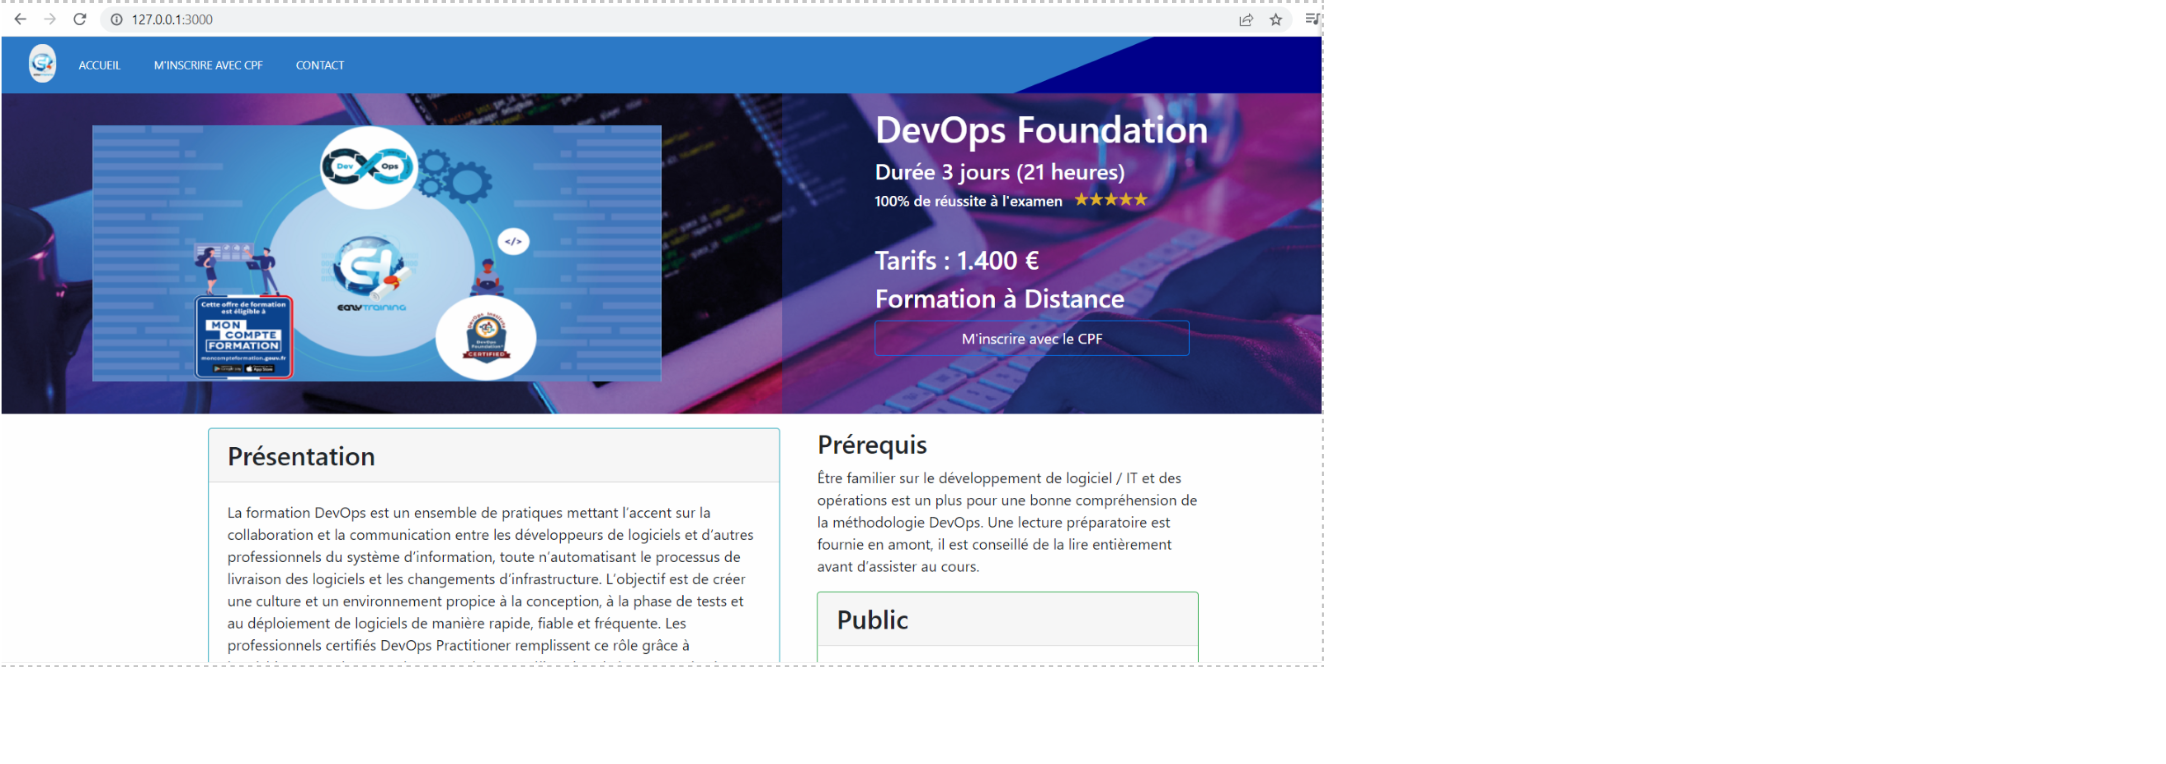 127.0.0.1:3000
ACCUEIL
M'INSCRIRE AVEC CPF
CONTACT
Dev Ops
</>
EASYTRAINING
Cette offre de formation
est éligible à
MON
COMPTE
FORMATION
moncompteformation.gouv.fr
Google Play
App Store
DevOps Institute
DevOps
Foundation
CERTIFIED
DevOps Foundation
Durée 3 jours (21 heures)
100% de réussite à l'examen
Tarifs : 1.400 €
Formation à Distance
M'inscrire avec le CPF
Présentation
La formation DevOps est un ensemble de pratiques mettant l’accent sur la
collaboration et la communication entre les développeurs de logiciels et d’autres
professionnels du système d’information, toute n’automatisant le processus de
livraison des logiciels et les changements d’infrastructure. L’objectif est de créer
une culture et un environnement propice à la conception, à la phase de tests et
au déploiement de logiciels de manière rapide, fiable et fréquente. Les
professionnels certifiés DevOps Practitioner remplissent ce rôle grâce à
Prérequis
Être familier sur le développement de logiciel / IT et des
opérations est un plus pour une bonne compréhension de
la méthodologie DevOps. Une lecture préparatoire est
fournie en amont, il est conseillé de la lire entièrement
avant d’assister au cours.
Public